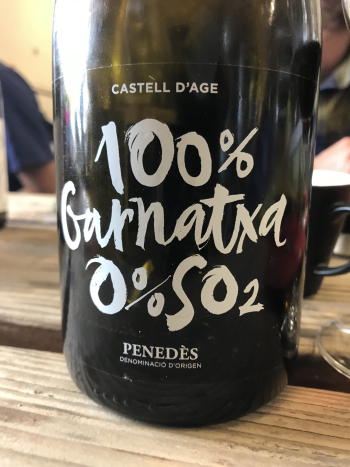 CASTELL D'AGE
100%
Garnatxa
0% SO2
PENEDÈS
DENOMINACIÓ D'ORIGEN